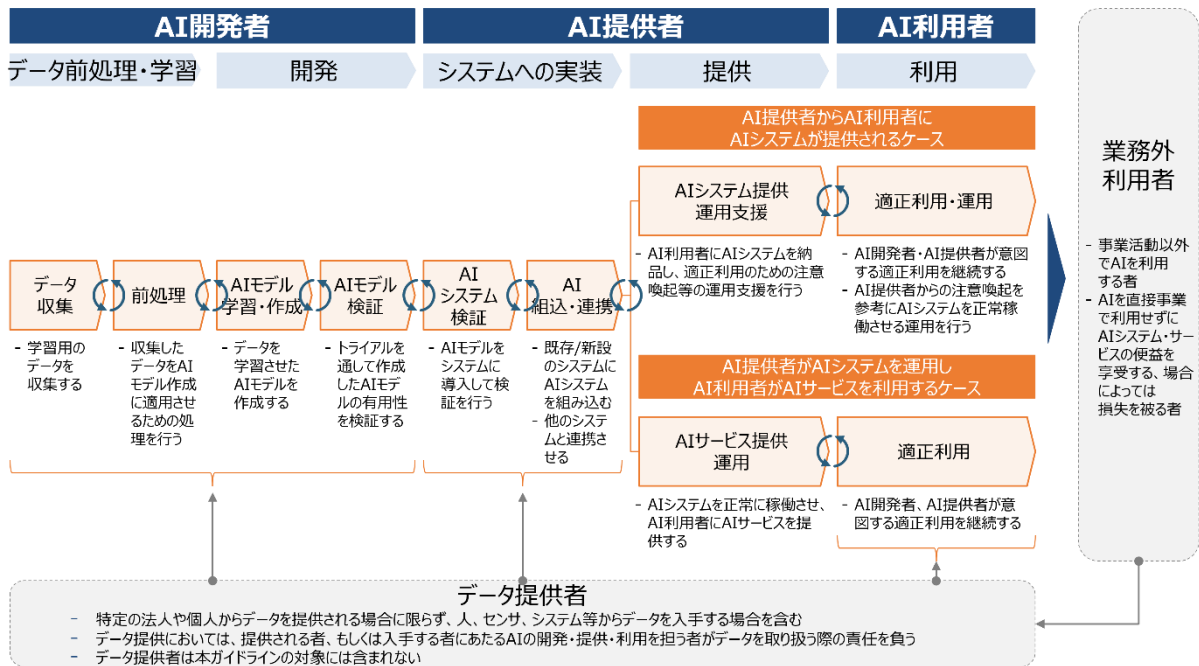 AI開発者
AI提供者
AI利用者
データ前処理・学習
開発
システムへの実装
提供
利用
AI提供者からAI利用者に
AIシステムが提供されるケース
AIシステム提供
運用支援
適正利用・運用
- AI利用者にAIシステムを納
品し、適正利用のための注意
喚起等の運用支援を行う
- AI開発者・AI提供者が意図
する適正利用を継続する
- AI提供者からの注意喚起を
参考にAIシステムを正常稼
働させる運用を行う
データ
収集
前処理
AIモデル
学習・作成
AIモデル
検証
AI
システム
検証
AI
組込・連携
- 学習用の
データを
収集する
- 収集した
データをAI
モデル作成
に適用させ
るための処
理を行う
- データを
学習させた
AIモデルを
作成する
- トライアルを
通して作成
したAIモデ
ルの有用性
を検証する
- AIモデルを
システムに
導入して検
証を行う
- 既存/新設
のシステムに
AIシステム
を組み込む
- 他のシステ
ムと連携さ
せる
AI提供者がAIシステムを運用し
AI利用者がAIサービスを利用するケース
AIサービス提供
運用
適正利用
- AIシステムを正常に稼働させ、
AI利用者にAIサービスを提
供する
- AI開発者、AI提供者が意
図する適正利用を継続する
業務外
利用者
- 事業活動以外
でAIを利用
する者
- AIを直接事業
で利用せずに
AIシステム・サー
ビスの便益を
享受する、場合
によっては
損失を被る者
データ提供者
- 特定の法人や個人からデータを提供される場合に限らず、人、センサ、システム等からデータを入手する場合を含む
- データ提供においては、提供される者、もしくは入手する者にあたるAIの開発・提供・利用を担う者がデータを取り扱う際の責任を負う
- データ提供者は本ガイドラインの対象には含まれない